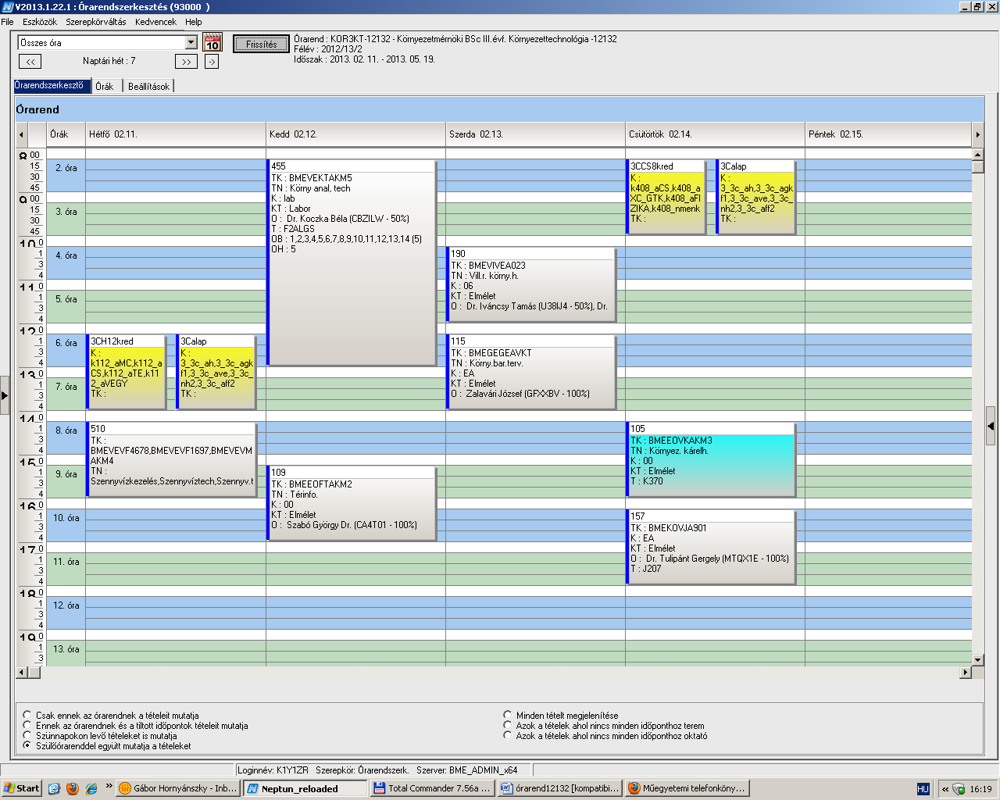 V2013.1.22.1 : Órarendszerkesztés (93000  )
File Eszközök Szerepkörváltás Kedvencek Help
Összes óra
10
Frissítés
Órarend : KOR3KT-12132 - Környezetmérnöki BSc III.évf. Környezettechnológia -12132
Félév : 2012/13/2
Időszak : 2013. 02. 11. - 2013. 05. 19.
<< Naptári hét : 7 >> ->
Órarendszerkesztő Órák Beállítások
Órarend
Órák Hétfő 02.11. Kedd 02.12. Szerda 02.13. Csütörtök 02.14. Péntek 02.15.
8 00
15
30
45
9 00
15
30
45
10 0
1
3
4
11 0
1
3
4
12 0
1
3
4
13 0
1
3
4
14 0
1
3
4
15 0
1
3
4
16 0
1
3
4
17 0
1
3
4
18 0
1
3
4
19 0
1
3
2. óra
3. óra
4. óra
5. óra
6. óra
7. óra
8. óra
9. óra
10. óra
11. óra
12. óra
13. óra
3CH12kred
K :
k112_aMC,k112_a
CS,k112_aTE,k11
2_aVEGY
TK :
3Calap
K :
3_3c_ah,3_3c_agk
f1,3_3c_ave,3_3c_
nh2,3_3c_aff2
TK :
510
TK :
BMEVEVF4678,BMEVEVF1697,BMEVEVM
AKM4
TN :
Szennyvízkezelés,Szennyvíztech,Szennyv.t
455
TK : BMEVEKTAKM5
TN : Körny anal, tech
K : lab
KT : Labor
O :  Dr. Koczka Béla (CBZILW - 50%)
T : F2ALGS
OB : 1,2,3,4,5,6,7,8,9,10,11,12,13,14 (5)
OH : 5
109
TK : BMEEOFTAKM2
TN : Térinfo.
K : 00
KT : Elmélet
O :  Szabó György Dr. (CA4T01 - 100%)
190
TK : BMEVIVEA023
TN : Vill.r. körny.h.
K : 06
KT : Elmélet
O :  Dr. Iváncsy Tamás (U38IJ4 - 50%), Dr.
115
TK : BMEGEGEAVKT
TN : Körny.bar.terv.
K : EA
KT : Elmélet
O :  Zalavári József (GFXXBV - 100%)
3CCS8kred
K :
k408_aCS,k408_a
XC_GTK,k408_aFI
ZIKA,k408_nmenk
TK :
3Calap
K :
3_3c_ah,3_3c_agk
f1,3_3c_ave,3_3c_
nh2,3_3c_aff2
TK :
105
TK : BMEEOVKAKM3
TN : Környez. kárelh.
K : 00
KT : Elmélet
T : K370
157
TK : BMEKOVJA901
K : EA
KT : Elmélet
O :  Dr. Tulipánt Gergely (MTQX1E - 100%)
T : J207
Csak ennek az órarendnek a tételeit mutatja
Ennek az órarendnek és a tiltott időpontok tételeit mutatja
Szünnapokon levő tételeket is mutatja
Szülőórarenddel együtt mutatja a tételeket
Minden tételt megjelenítése
Azok a tételek ahol nincs minden időponthoz terem
Azok a tételek ahol nincs minden időponthoz oktató
Loginnév: K1Y1ZR Szerepkör: Órarendszerk. Szerver: BME_ADMIN_x64
Start » Gábor Hornyánszky - Inb... Neptun_reloaded Total Commander 7.56a ... órarend12132 [kompatibi... Műegyetemi telefonköny... HU « 16:19